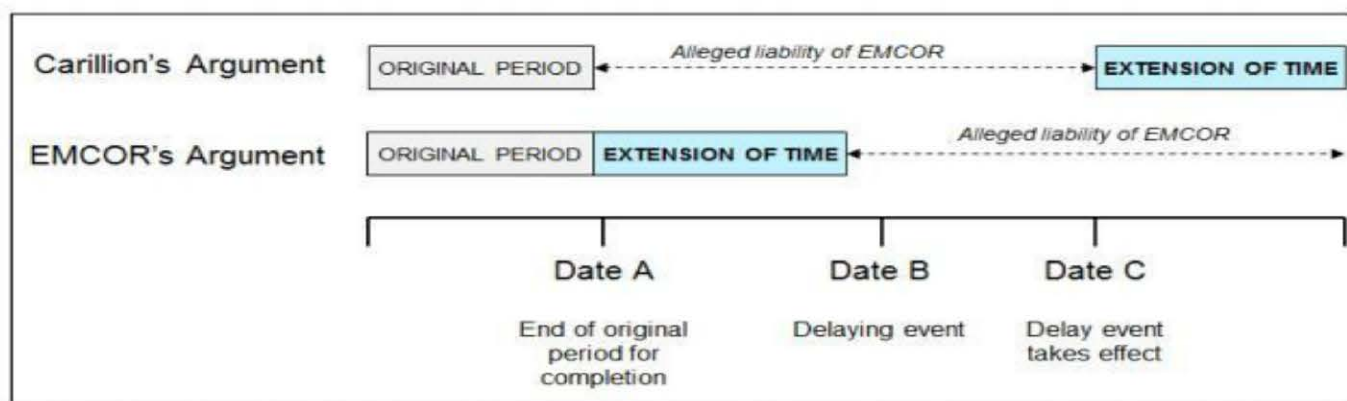 Carillion's Argument
ORIGINAL PERIOD
Alleged liability of EMCOR
EXTENSION OF TIME
EMCOR's Argument
ORIGINAL PERIOD
EXTENSION OF TIME
Alleged liability of EMCOR
Date A
Date B
Date C
End of original
period for
completion
Delaying event
Delay event
takes effect